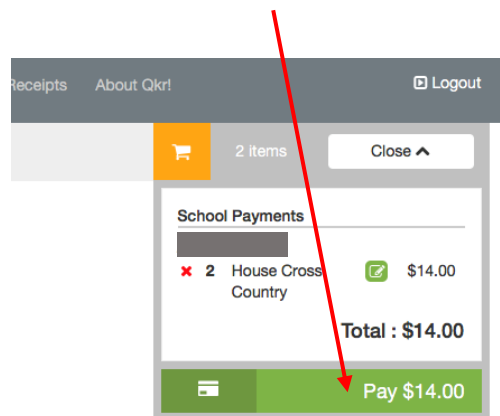 Receipts About Qkr! Logout
2 items Close
School Payments
2 House Cross $14.00
Country
Total : $14.00
Pay $14.00